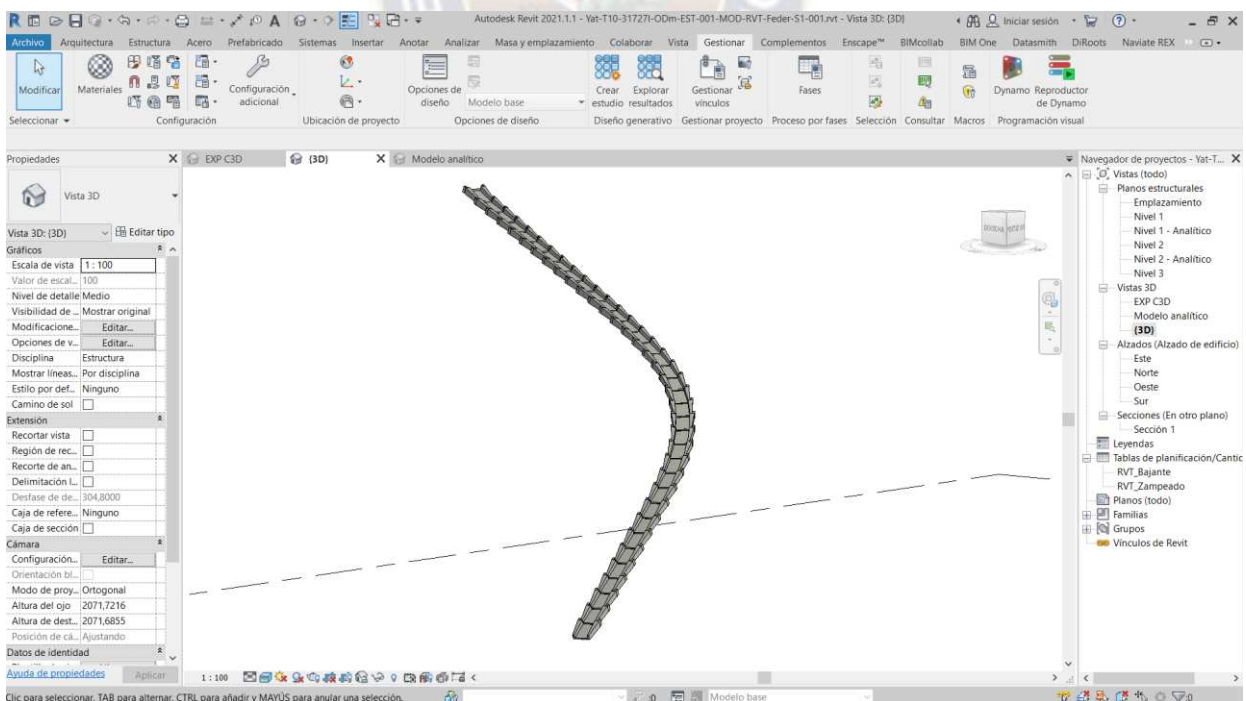 Autodesk Revit 2021.1.1 - Yat-T10-31727I-ODm-EST-001-MOD-RVT-Feder-S1-001.rvt - Vista 3D: {3D}
Iniciar sesión
Archivo Arquitectura Estructura Acero Prefabricado Sistemas Insertar Anotar Analizar Masa y emplazamiento Colaborar Vista Gestionar Complementos Enscape™ BIMcollab BIM One Datasmith DiRoots Naviate REX
Modificar
Materiales
Configuración adicional
Opciones de diseño
Modelo base
Crear estudio
Explorar resultados
Gestionar vínculos
Fases
Dynamo
Reproductor de Dynamo
Seleccionar
Configuración
Ubicación de proyecto
Opciones de diseño
Diseño generativo
Gestionar proyecto
Proceso por fases
Selección
Consultar
Macros
Programación visual
Propiedades
EXP C3D
{3D}
Modelo analítico
Navegador de proyectos - Yat-T...
Vista 3D
Vista 3D: {3D}
Editar tipo
Gráficos
Escala de vista 1 : 100
Valor de escal... 100
Nivel de detalle Medio
Visibilidad de ... Mostrar original
Modificacione... Editar...
Opciones de v... Editar...
Disciplina Estructura
Mostrar líneas... Por disciplina
Estilo por def... Ninguno
Camino de sol
Extensión
Recortar vista
Región de rec...
Recorte de an...
Delimitación l...
Desfase de de... 304,8000
Caja de refere... Ninguno
Caja de sección
Cámara
Configuración... Editar...
Orientación bl...
Modo de proy... Ortogonal
Altura del ojo 2071,7216
Altura de dest... 2071,6855
Posición de cá... Ajustando
Datos de identidad
Ayuda de propiedades
Aplicar
Vistas (todo)
Planos estructurales
Emplazamiento
Nivel 1
Nivel 1 - Analítico
Nivel 2
Nivel 2 - Analítico
Nivel 3
Vistas 3D
EXP C3D
Modelo analítico
{3D}
Alzados (Alzado de edificio)
Este
Norte
Oeste
Sur
Secciones (En otro plano)
Sección 1
Leyendas
Tablas de planificación/Cantic
RVT_Bajante
RVT_Zampeado
Planos (todo)
Familias
Grupos
Vínculos de Revit
1 : 100
Clic para seleccionar, TAB para alternar, CTRL para añadir y MAYÚS para anular una selección.
:0
Modelo base
:0